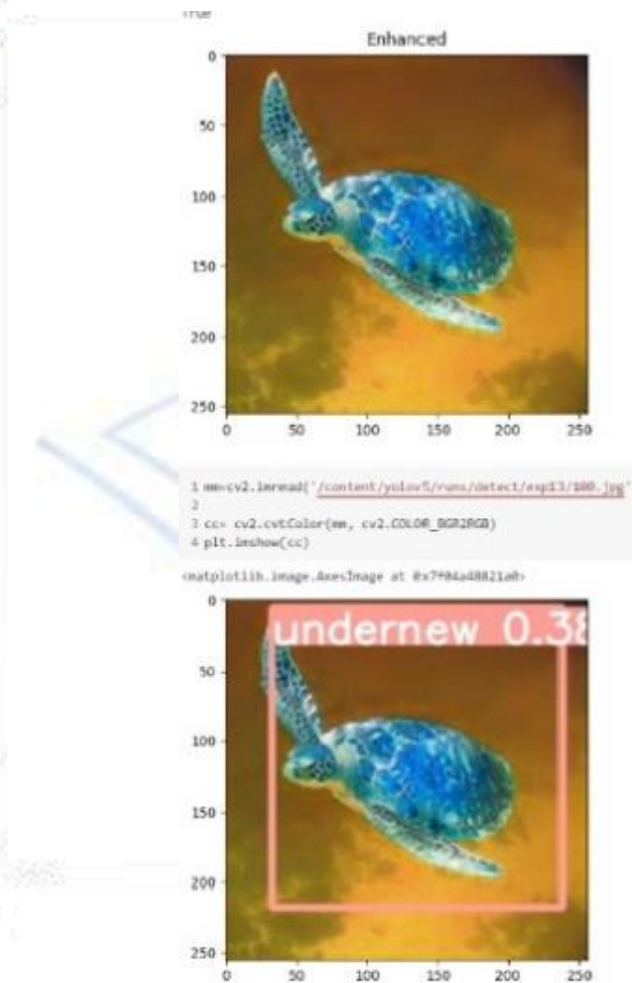 True
Enhanced
0
50
100
150
200
250
0 50 100 150 200 250
1 mm=cv2.imread('/content/yolov5/runs/detect/exp13/100.jpg'
2
3 cc= cv2.cvtColor(mm, cv2.COLOR_BGR2RGB)
4 plt.imshow(cc)
<matplotlib.image.AxesImage at
0
undernew 0.38
50
100
150
200
250
0 50 100 150 200 250